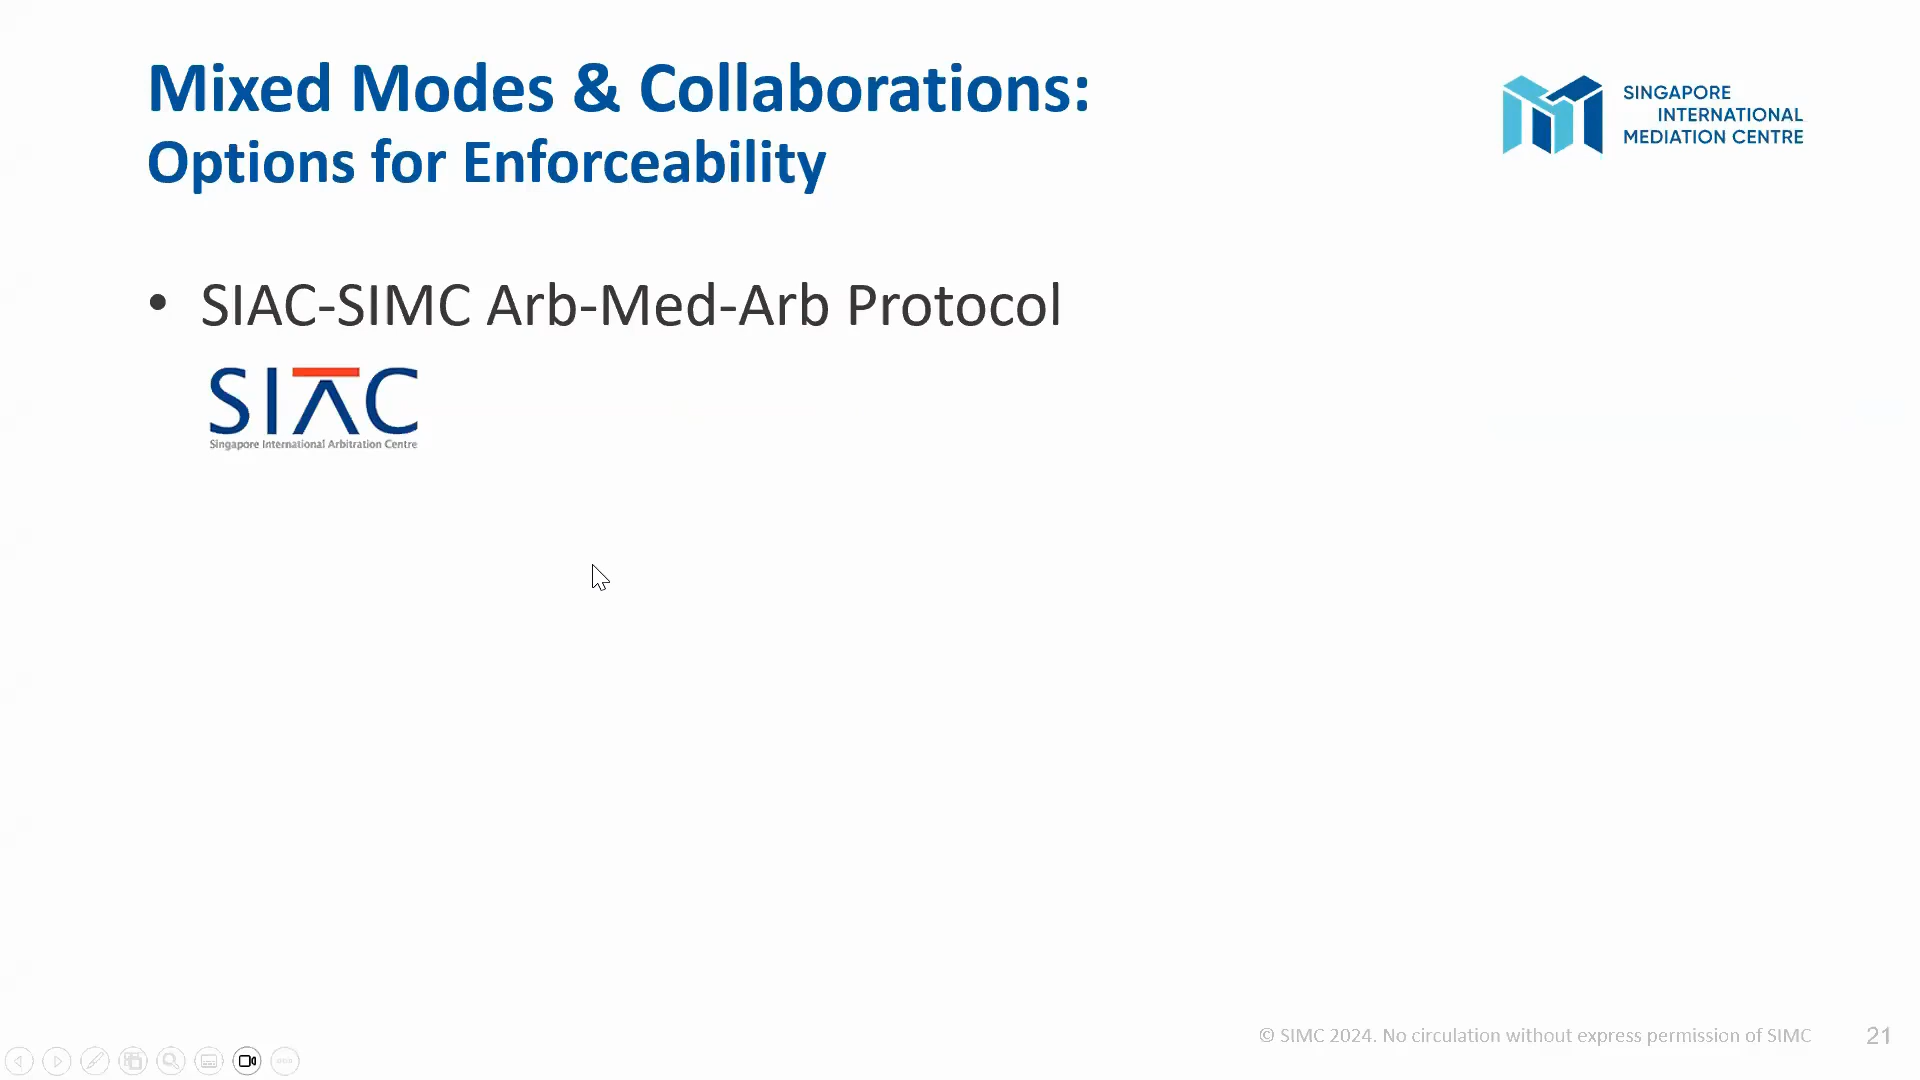 Mixed Modes & Collaborations:
Options for Enforceability
SINGAPORE
INTERNATIONAL
MEDIATION CENTRE
• SIAC-SIMC Arb-Med-Arb Protocol
SIAC
Singapore International Arbitration Centre
© SIMC 2024. No circulation without express permission of SIMC
21